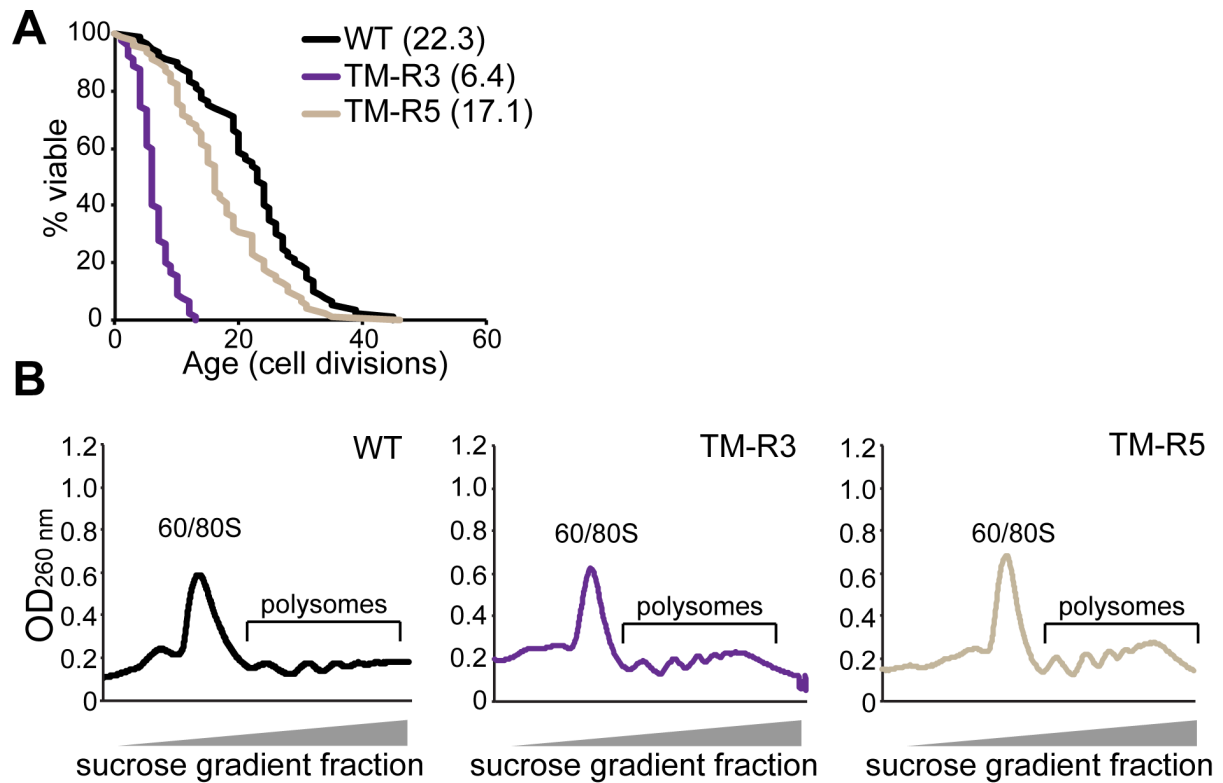 A
100
80
60
40
20
0
% viable
WT (22.3)
TM-R3 (6.4)
TM-R5 (17.1)
0 20 40 60
Age (cell divisions)
B
OD260 nm
1.2
1.0
0.8
0.6
0.4
0.2
0
WT
60/80S
polysomes
sucrose gradient fraction
1.2
1.0
0.8
0.6
0.4
0.2
0
TM-R3
60/80S
polysomes
sucrose gradient fraction
1.2
1.0
0.8
0.6
0.4
0.2
0
TM-R5
60/80S
polysomes
sucrose gradient fraction